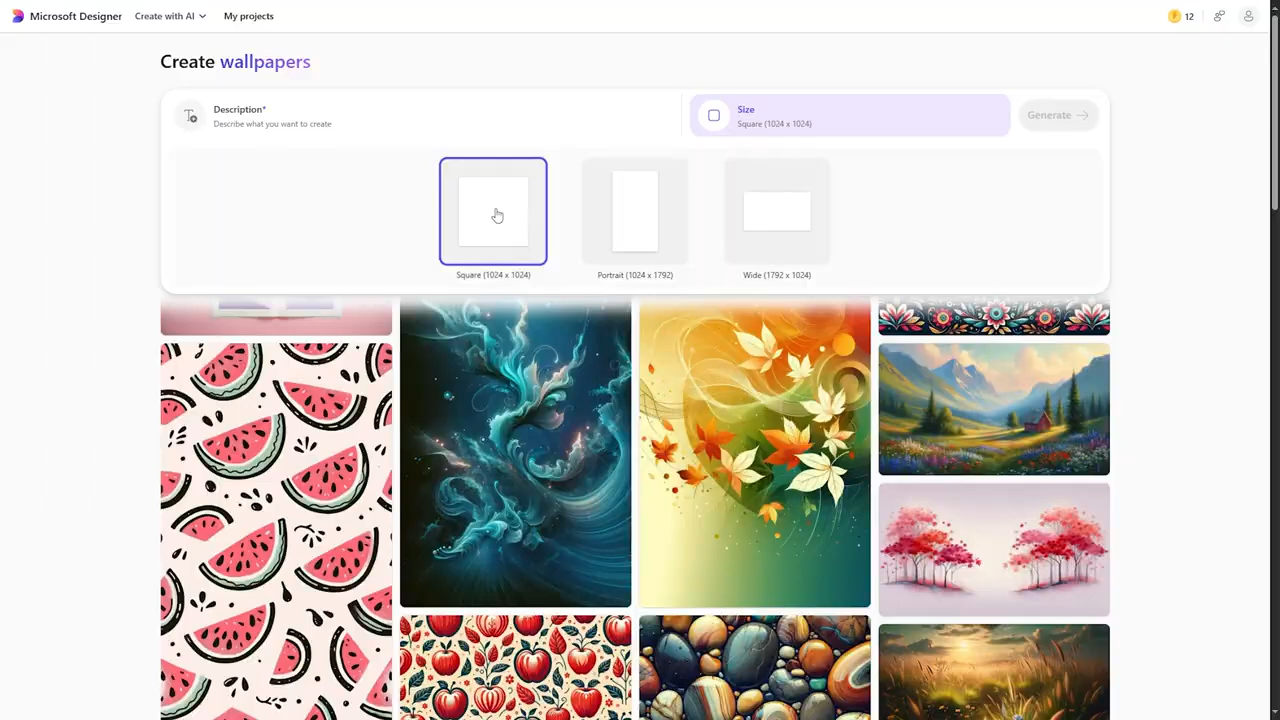 Microsoft Designer Create with AI My projects 12
Create wallpapers
Description*
Describe what you want to create
Size
Square (1024 x 1024)
Generate
Square (1024 x 1024)
Portrait (1024 x 1792)
Wide (1792 x 1024)